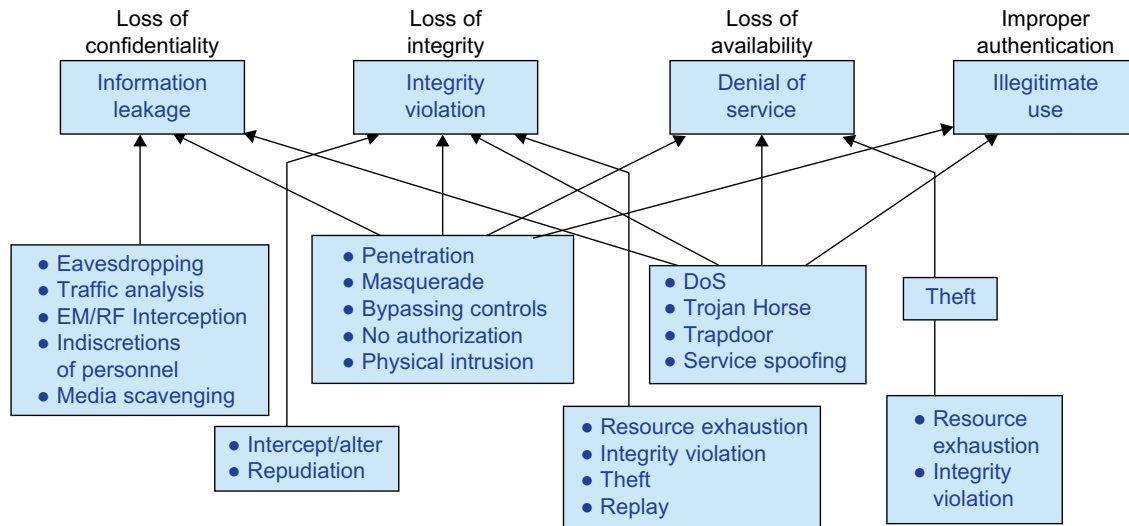 Loss of
confidentiality
Loss of
integrity
Loss of
availability
Improper
authentication
Information
leakage
Integrity
violation
Denial of
service
Illegitimate
use
● Eavesdropping
● Traffic analysis
● EM/RF Interception
● Indiscretions
of personnel
● Media scavenging
● Penetration
● Masquerade
● Bypassing controls
● No authorization
● Physical intrusion
● DoS
● Trojan Horse
● Trapdoor
● Service spoofing
Theft
● Intercept/alter
● Repudiation
● Resource exhaustion
● Integrity violation
● Theft
● Replay
● Resource
exhaustion
● Integrity
violation